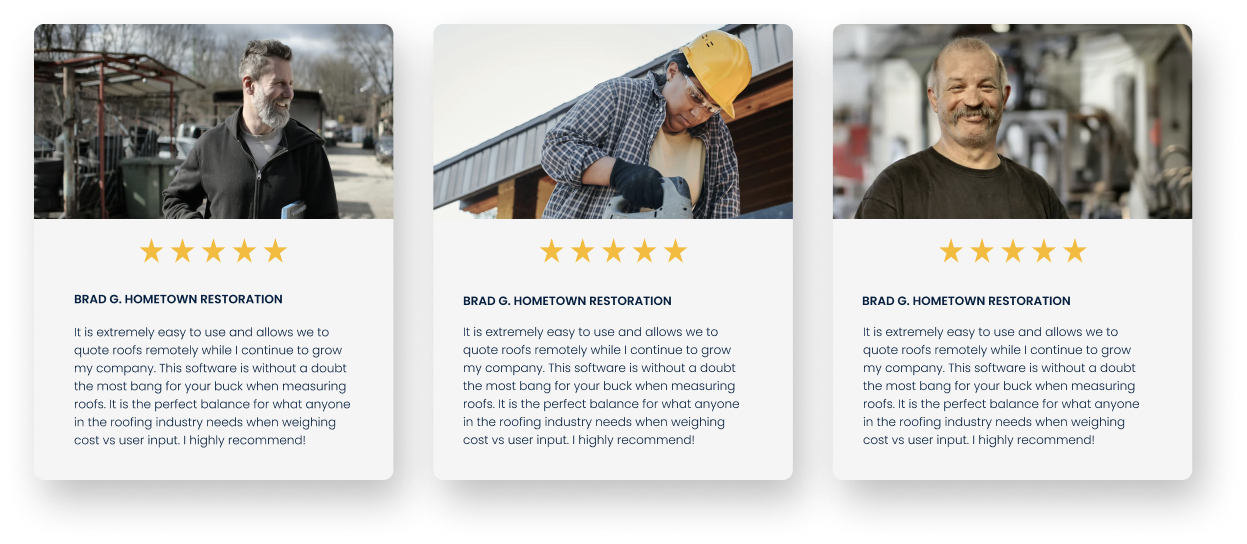 BRAD G. HOMETOWN RESTORATION
It is extremely easy to use and allows we to
quote roofs remotely while I continue to grow
my company. This software is without a doubt
the most bang for your buck when measuring
roofs. It is the perfect balance for what anyone
in the roofing industry needs when weighing
cost vs user input. I highly recommend!
BRAD G. HOMETOWN RESTORATION
It is extremely easy to use and allows we to
quote roofs remotely while I continue to grow
my company. This software is without a doubt
the most bang for your buck when measuring
roofs. It is the perfect balance for what anyone
in the roofing industry needs when weighing
cost vs user input. I highly recommend!
BRAD G. HOMETOWN RESTORATION
It is extremely easy to use and allows we to
quote roofs remotely while I continue to grow
my company. This software is without a doubt
the most bang for your buck when measuring
roofs. It is the perfect balance for what anyone
in the roofing industry needs when weighing
cost vs user input. I highly recommend!